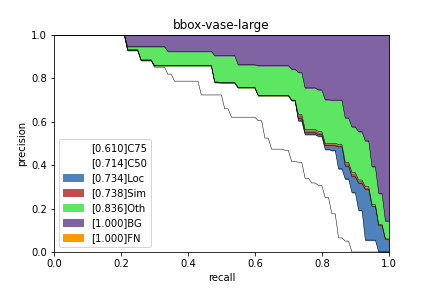 bbox-vase-large
1.0
0.8
0.6
0.4
0.2
0.0
precision
[0.610]C75
[0.714]C50
[0.734]Loc
[0.738]Sim
[0.836]Oth
[1.000]BG
[1.000]FN
0.0 0.2 0.4 0.6 0.8 1.0
recall